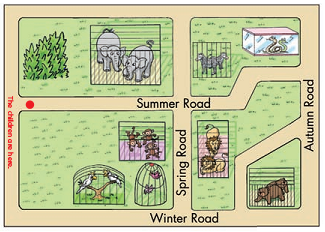 Summer Road
The children are here.
Spring Road
Autumn Road
Winter Road